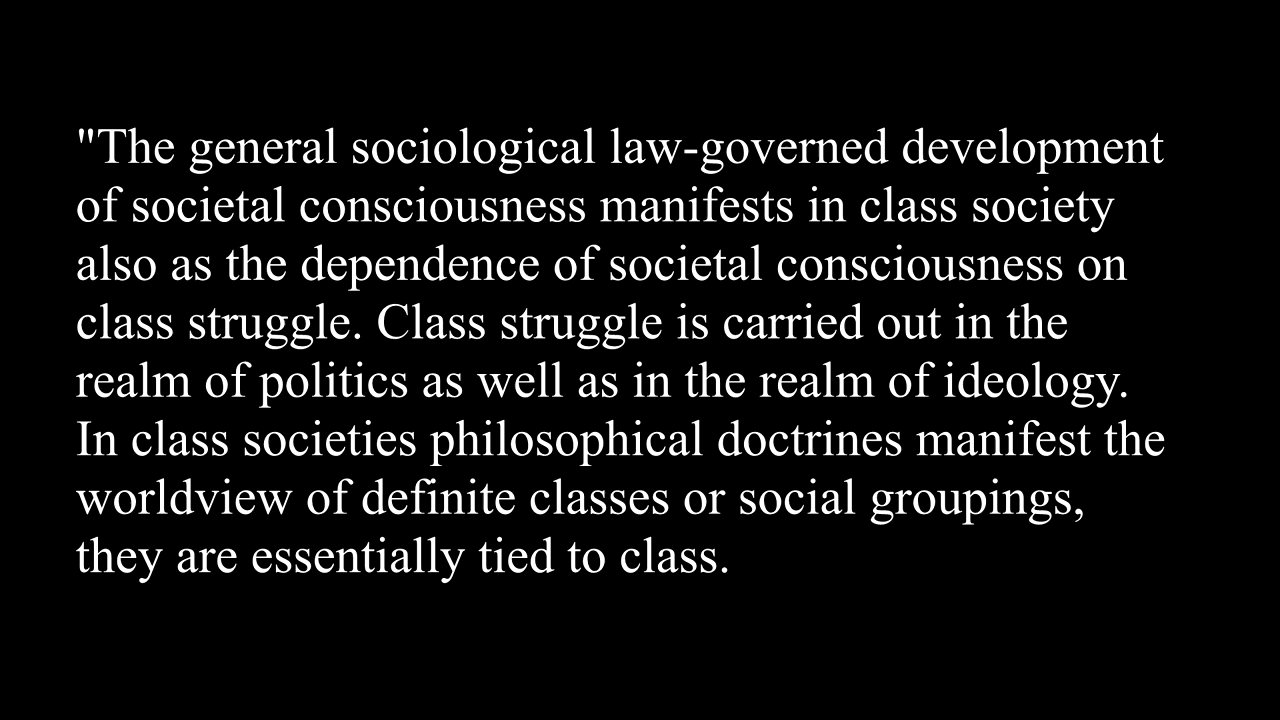 "The general sociological law-governed development
of societal consciousness manifests in class society
also as the dependence of societal consciousness on
class struggle. Class struggle is carried out in the
realm of politics as well as in the realm of ideology.
In class societies philosophical doctrines manifest the
worldview of definite classes or social groupings,
they are essentially tied to class.